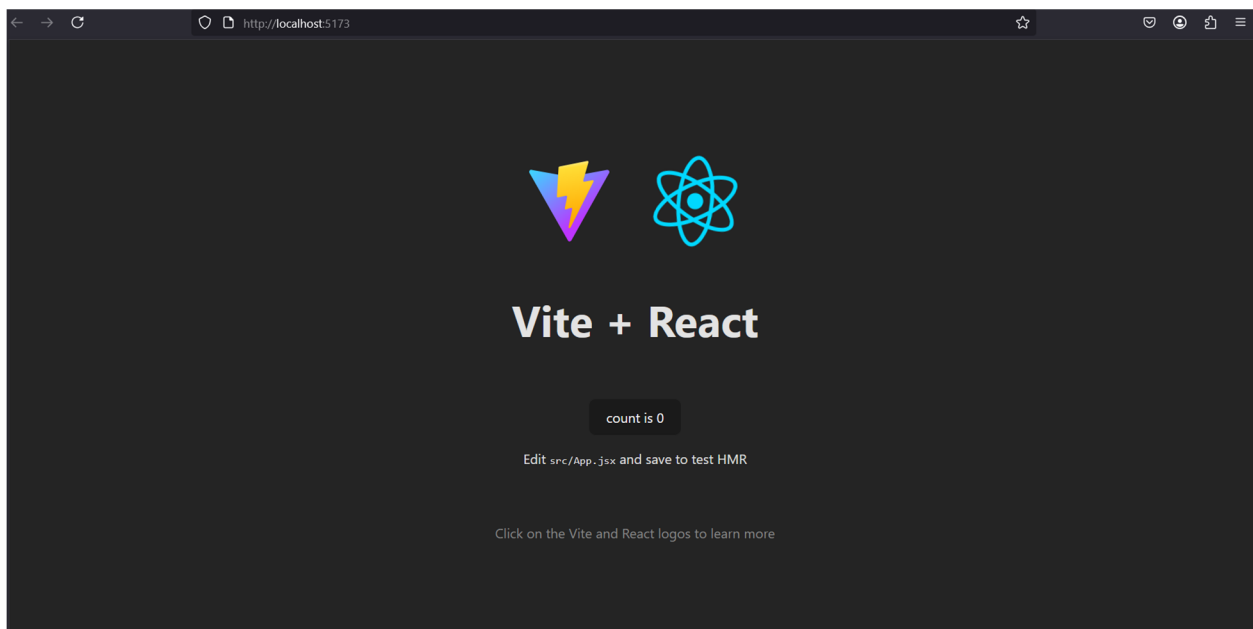 http://localhost:5173
Vite + React
count is 0
Edit src/App.jsx and save to test HMR
Click on the Vite and React logos to learn more